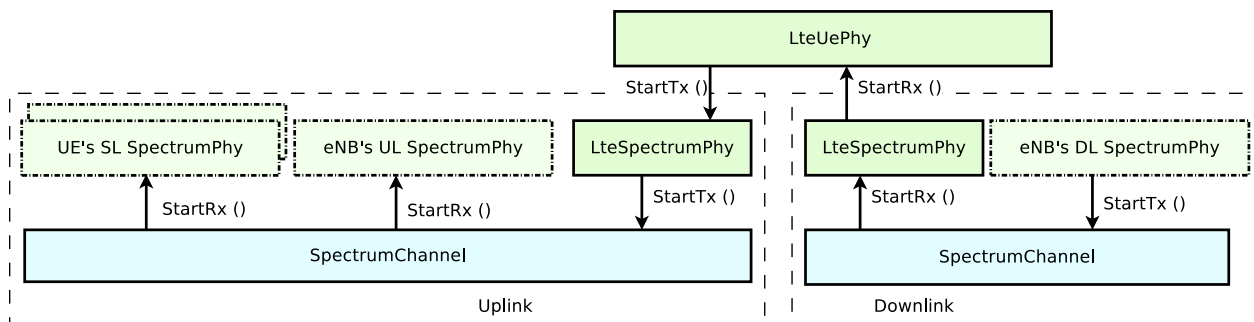 LteUePhy
StartTx ()
StartRx ()
UE's SL SpectrumPhy
eNB's UL SpectrumPhy
LteSpectrumPhy
LteSpectrumPhy
eNB's DL SpectrumPhy
StartRx ()
StartRx ()
StartTx ()
StartRx ()
StartTx ()
SpectrumChannel
SpectrumChannel
Uplink
Downlink